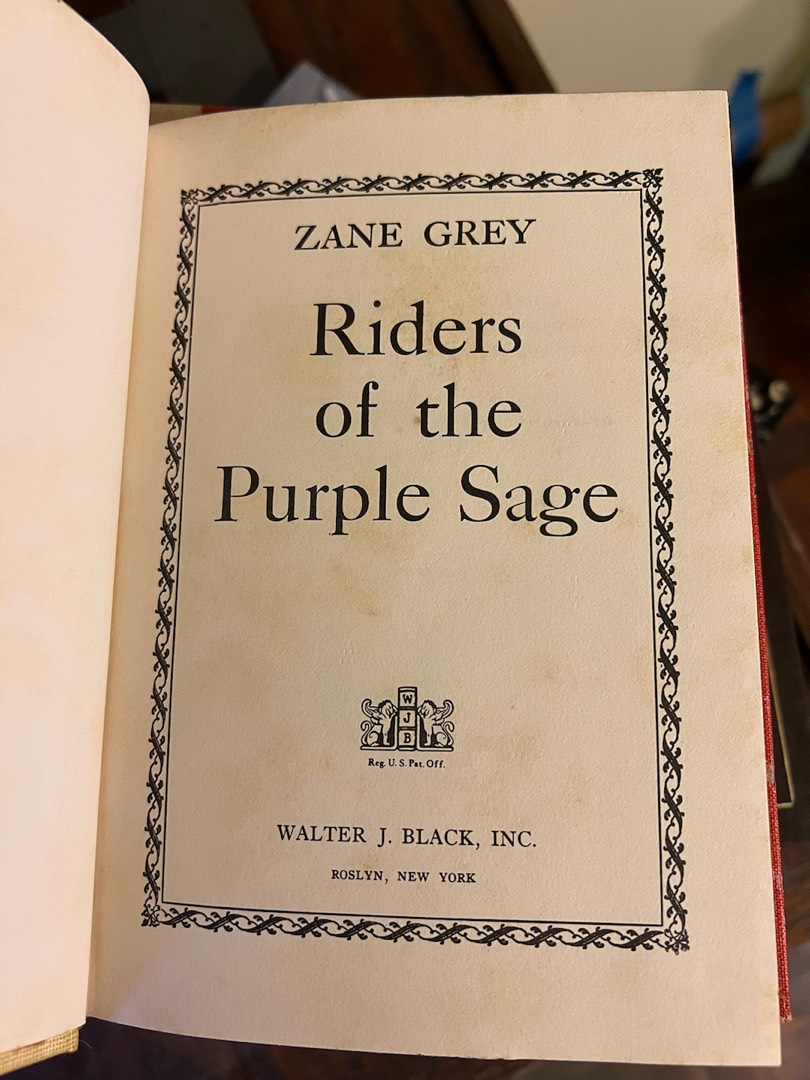 ZANE GREY
Riders
of the
Purple Sage
W
J
B
Reg. U. S. Pat. Off.
WALTER J. BLACK, INC.
ROSLYN, NEW YORK